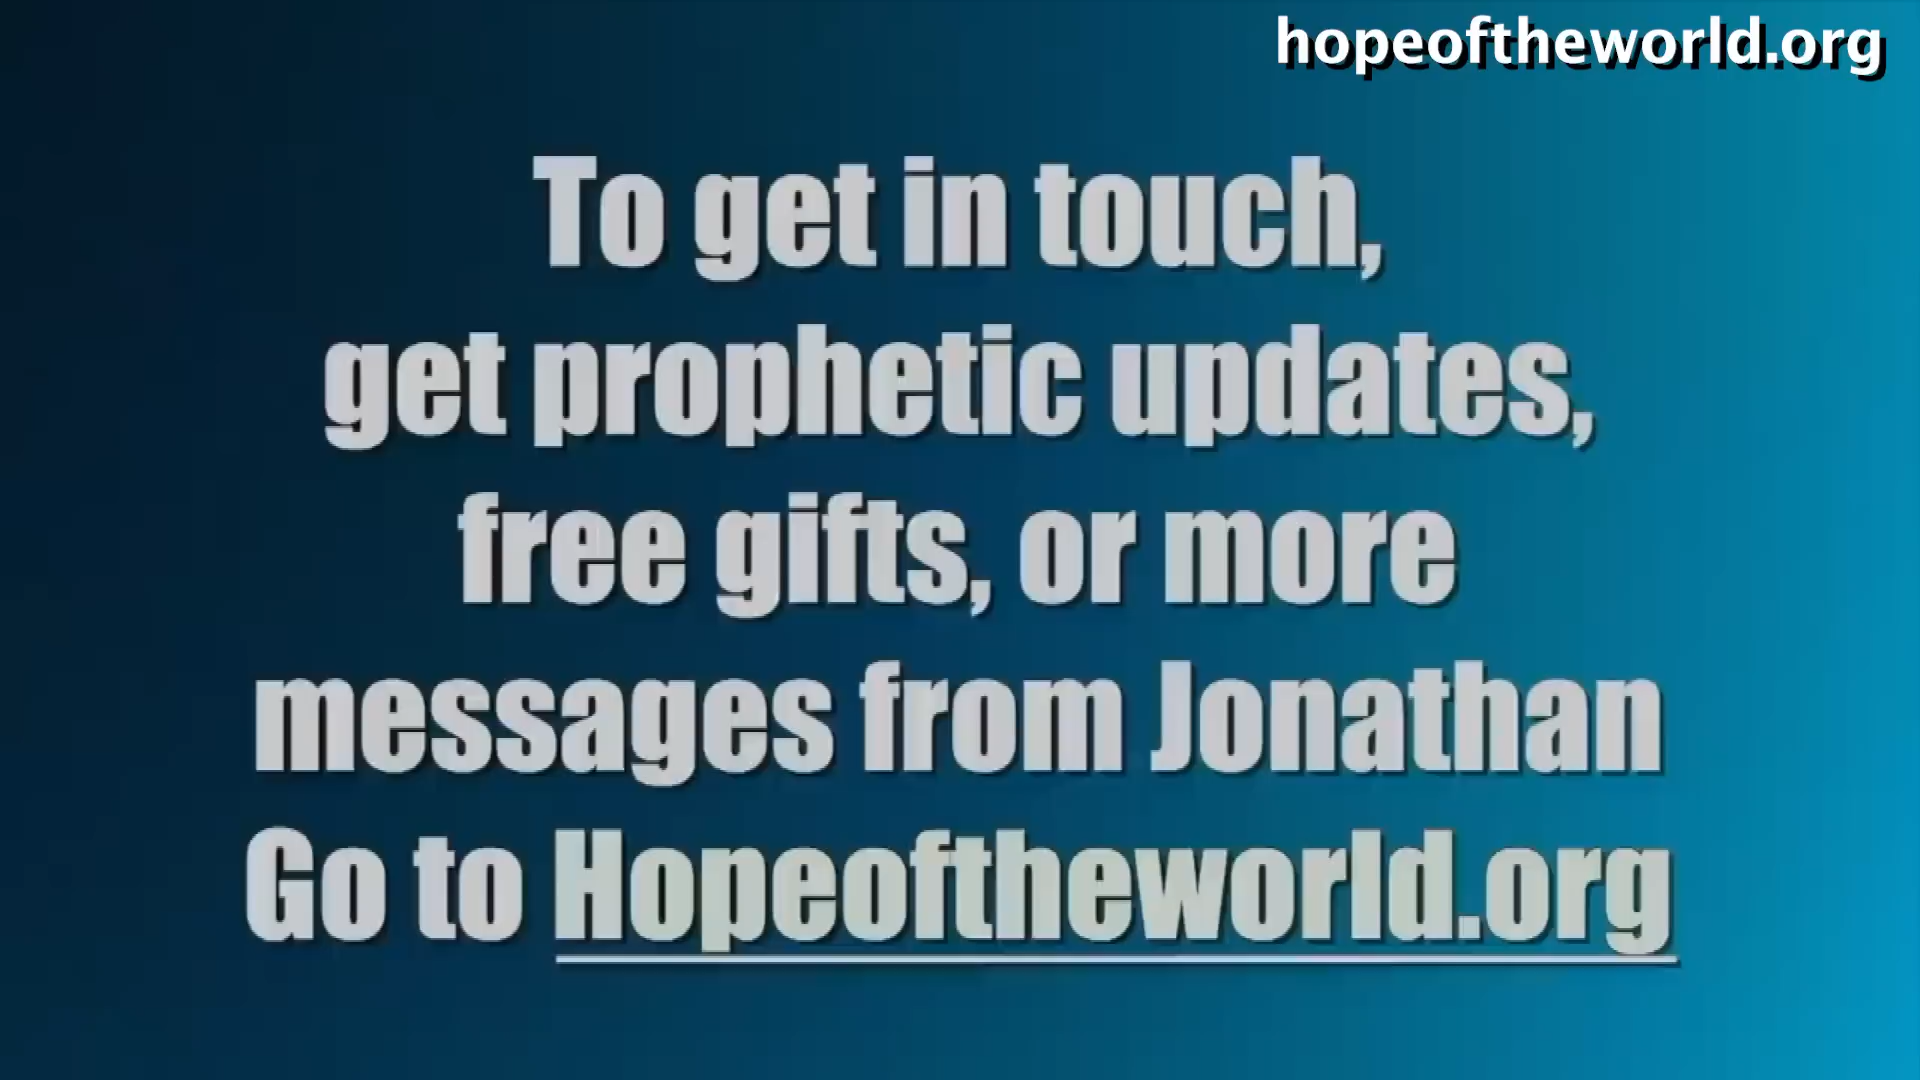 hopeoftheworld.org
To get in touch,
get prophetic updates,
free gifts, or more
messages from Jonathan
Go to Hopeoftheworld.org